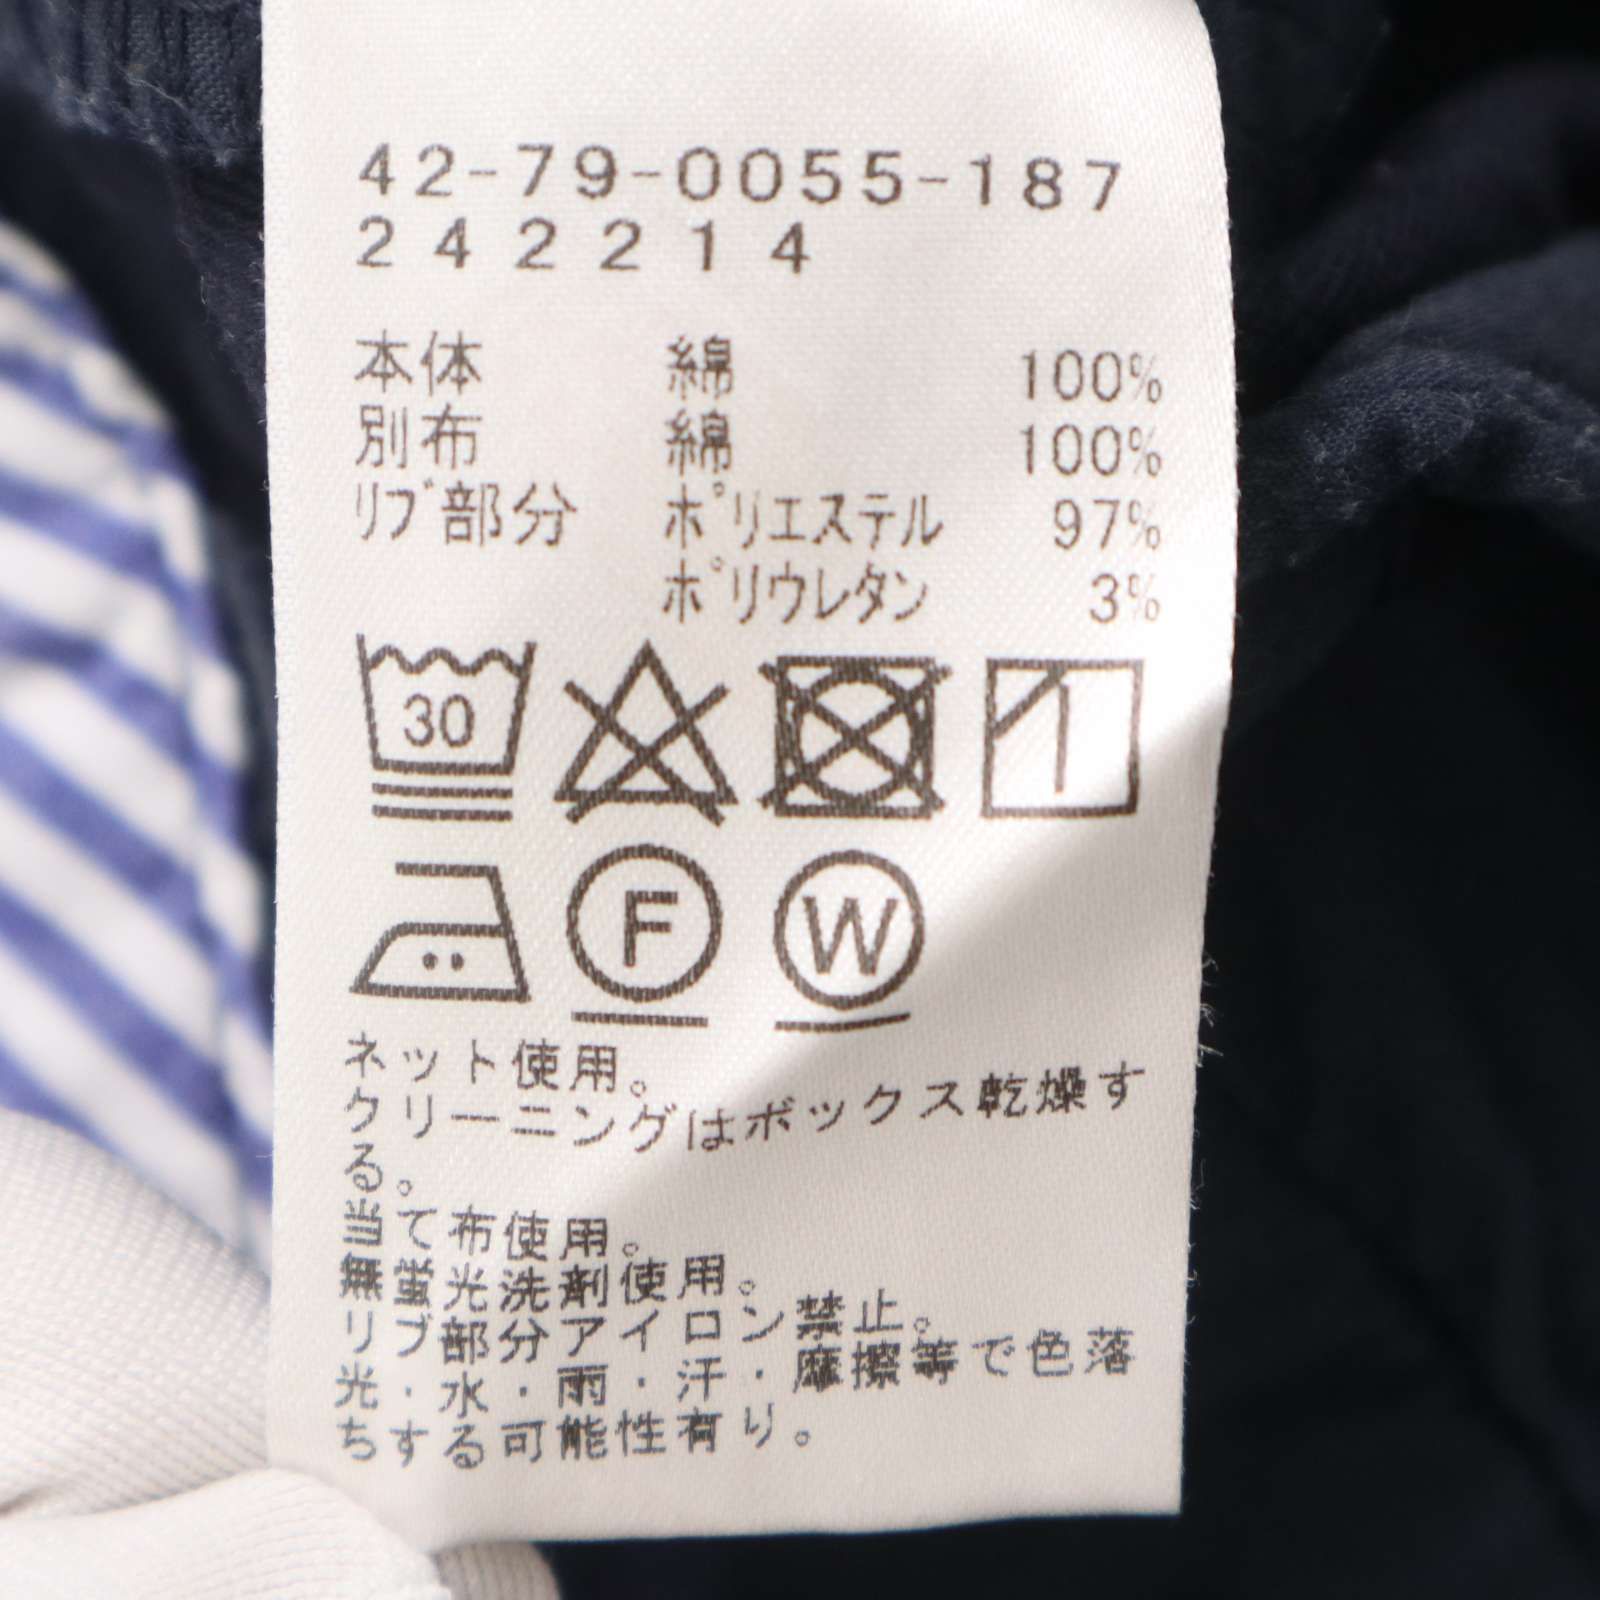 42-79-0055-187
242214
本体 綿 100%
別布 綿 100%
リブ部分 ポリエステル 97%
ポリウレタン 3%
30
F W
ネット使用。
クリーニングはボックス乾燥す
る。
当て布使用。
無蛍光洗剤使用。
リブ部分アイロン禁止。
光・水・雨・汗・摩擦等で色落
ちする可能性有り。